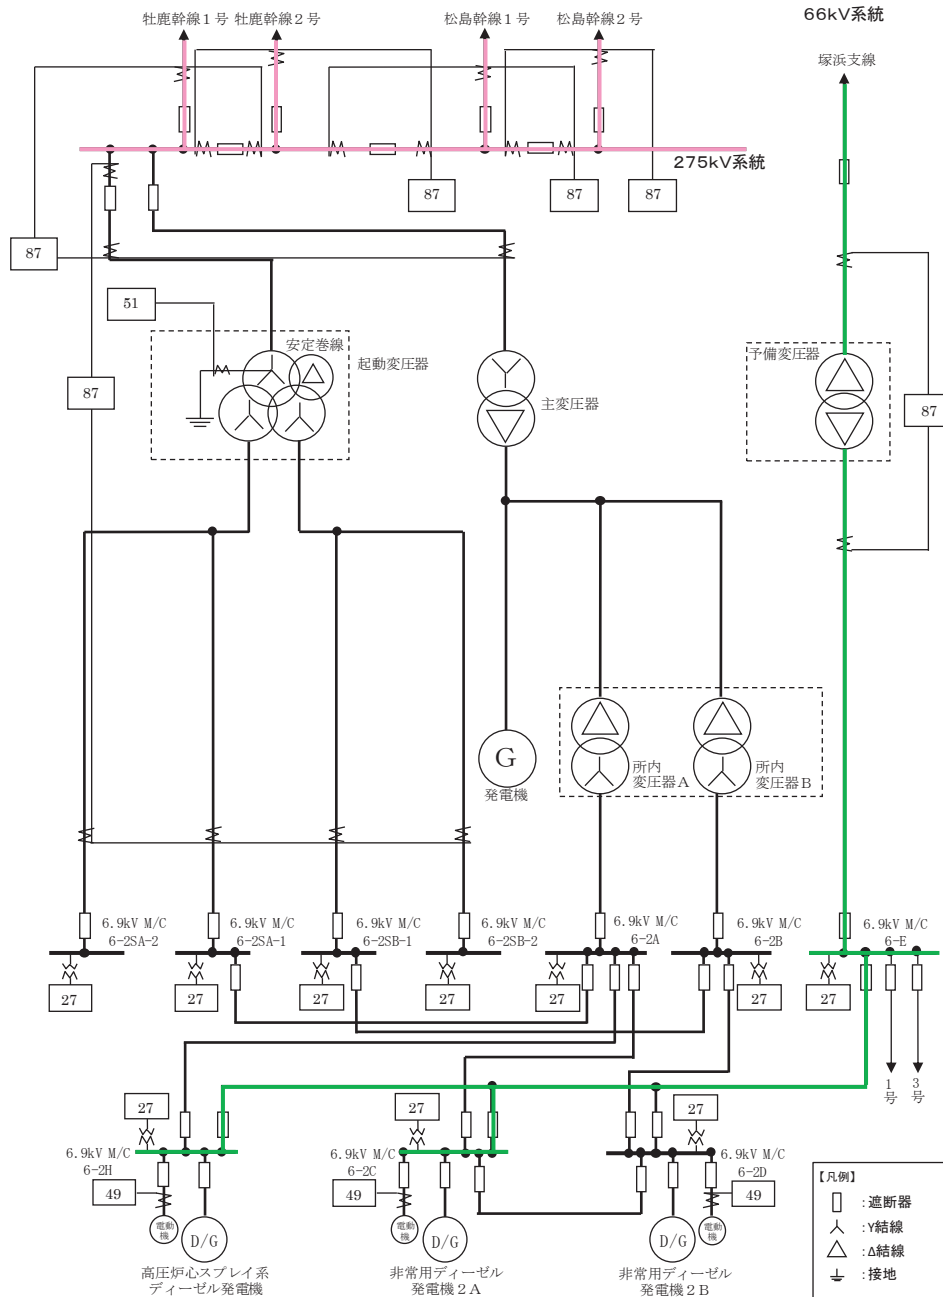 66kV系統
牡鹿幹線1号 牡鹿幹線2号 松島幹線1号 松島幹線2号
塚浜支線
275kV系統
87
87
87
87
51
安定巻線
起動変圧器
予備変圧器
87
主変圧器
87
G
発電機
所内
変圧器A
所内
変圧器B
6.9kV M/C
6-2SA-2
6.9kV M/C
6-2SA-1
6.9kV M/C
6-2SB-1
6.9kV M/C
6-2SB-2
6.9kV M/C
6-2A
6.9kV M/C
6-2B
6.9kV M/C
6-E
27
27
27
27
27
27
27
1号
3号
27
27
27
6.9kV M/C
6-2H
6.9kV M/C
6-2C
6.9kV M/C
6-2D
49
49
49
電動
機
D/G
電動
機
D/G
D/G
電動
機
高圧炉心スプレイ系
ディーゼル発電機
非常用ディーゼル
発電機2A
非常用ディーゼル
発電機2B
【凡例】
:遮断器
:Y結線
:Δ結線
:接地